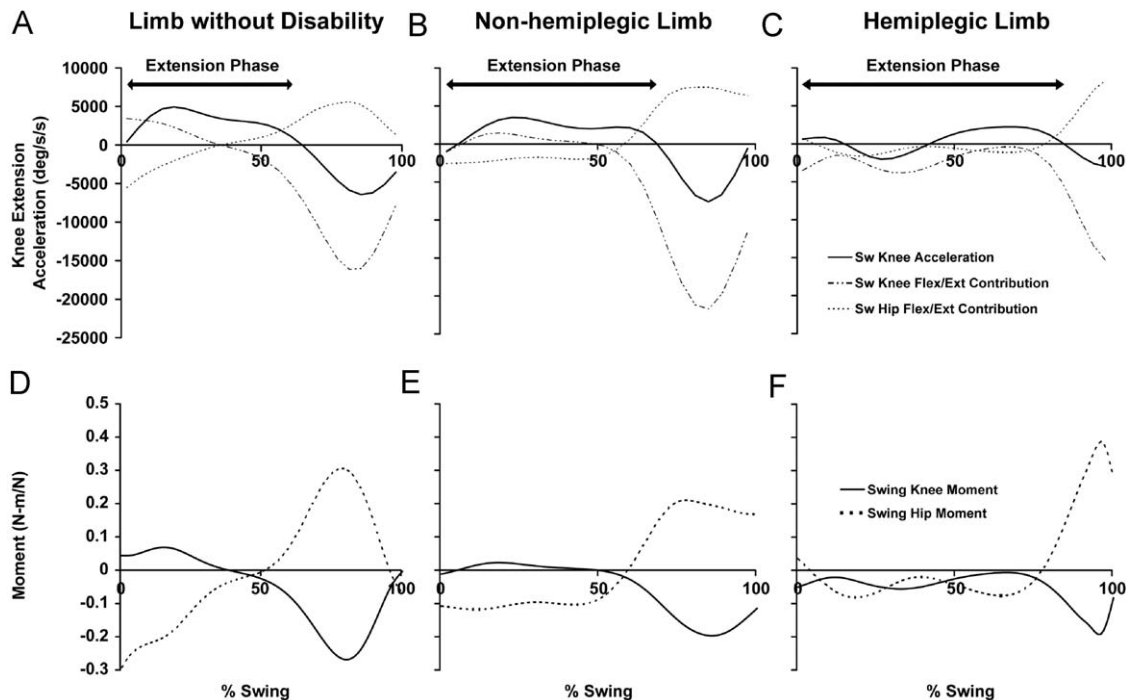 A Limb without Disability
B Non-hemiplegic Limb
C Hemiplegic Limb
Knee Extension
Acceleration (deg/s/s)
10000
5000
0
-5000
-10000
-15000
-20000
-25000
Extension Phase
0 50 100
Extension Phase
0 50 100
Extension Phase
0 50 100
Sw Knee Acceleration
Sw Knee Flex/Ext Contribution
Sw Hip Flex/Ext Contribution
D
E
F
Moment (N-m/N)
0.5
0.4
0.3
0.2
0.1
0
-0.1
-0.2
-0.3
0 50 100
0 50 100
0 50 100
Swing Knee Moment
Swing Hip Moment
% Swing
% Swing
% Swing